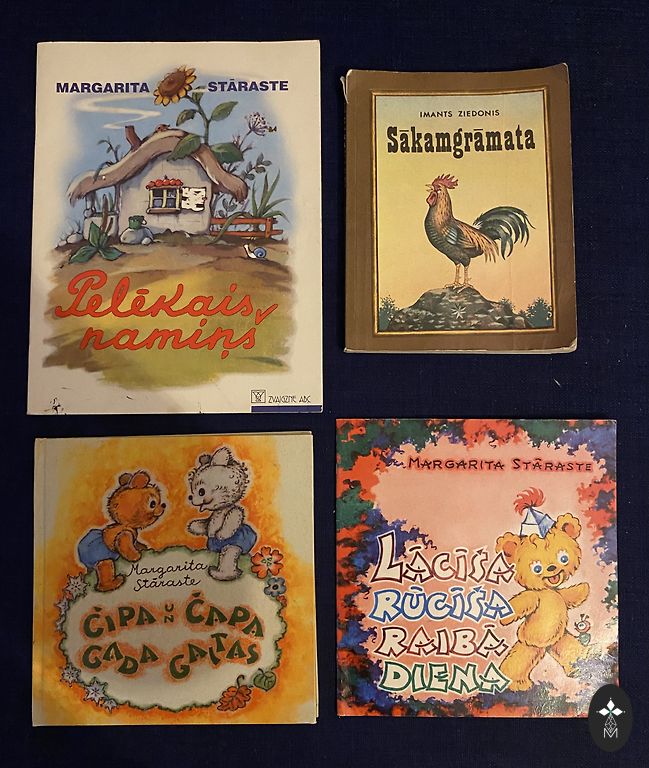 MARGARITA STĀRASTE
Pelēkais
namiņš
ZVAIGZNE ABC
IMANTS ZIEDONIS
Sākamgrāmata
Margarita
Stāraste
ČIPA UN ČAPA
GADA GAITAS
MARGARITA STĀRASTE
LĀCĪŠA
RŪCĪŠA
RAIBĀ
DIENA
M